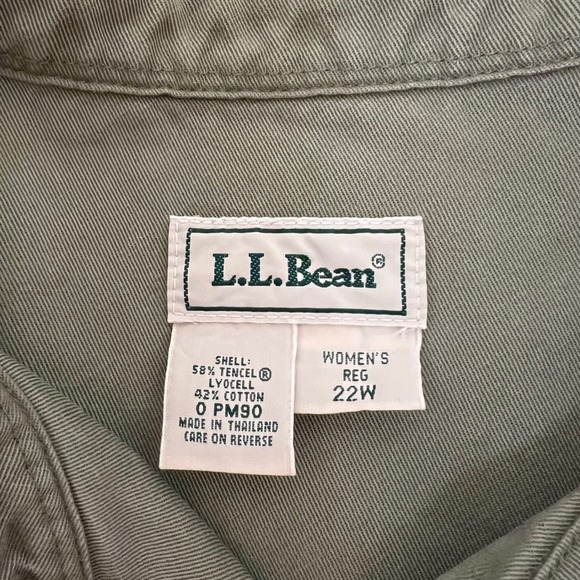 L.L.Bean®
SHELL:
58% TENCEL®
LYOCELL
42% COTTON
0 PM90
MADE IN THAILAND
CARE ON REVERSE
WOMEN'S
REG
22W